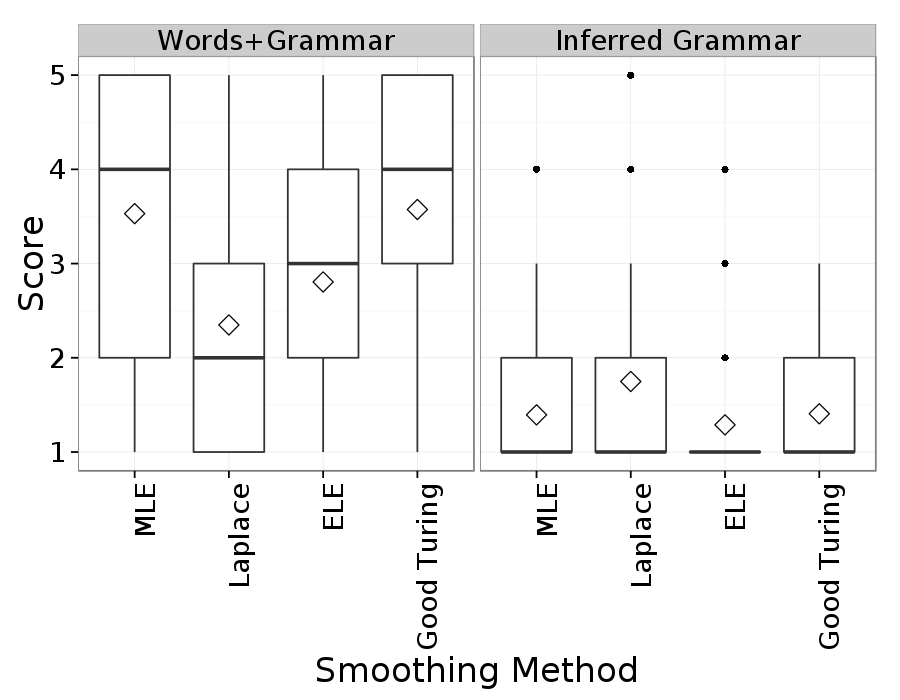 Words+Grammar
Inferred Grammar
Score
5
4
3
2
1
MLE
Laplace
ELE
Good Turing
MLE
Laplace
ELE
Good Turing
Smoothing Method